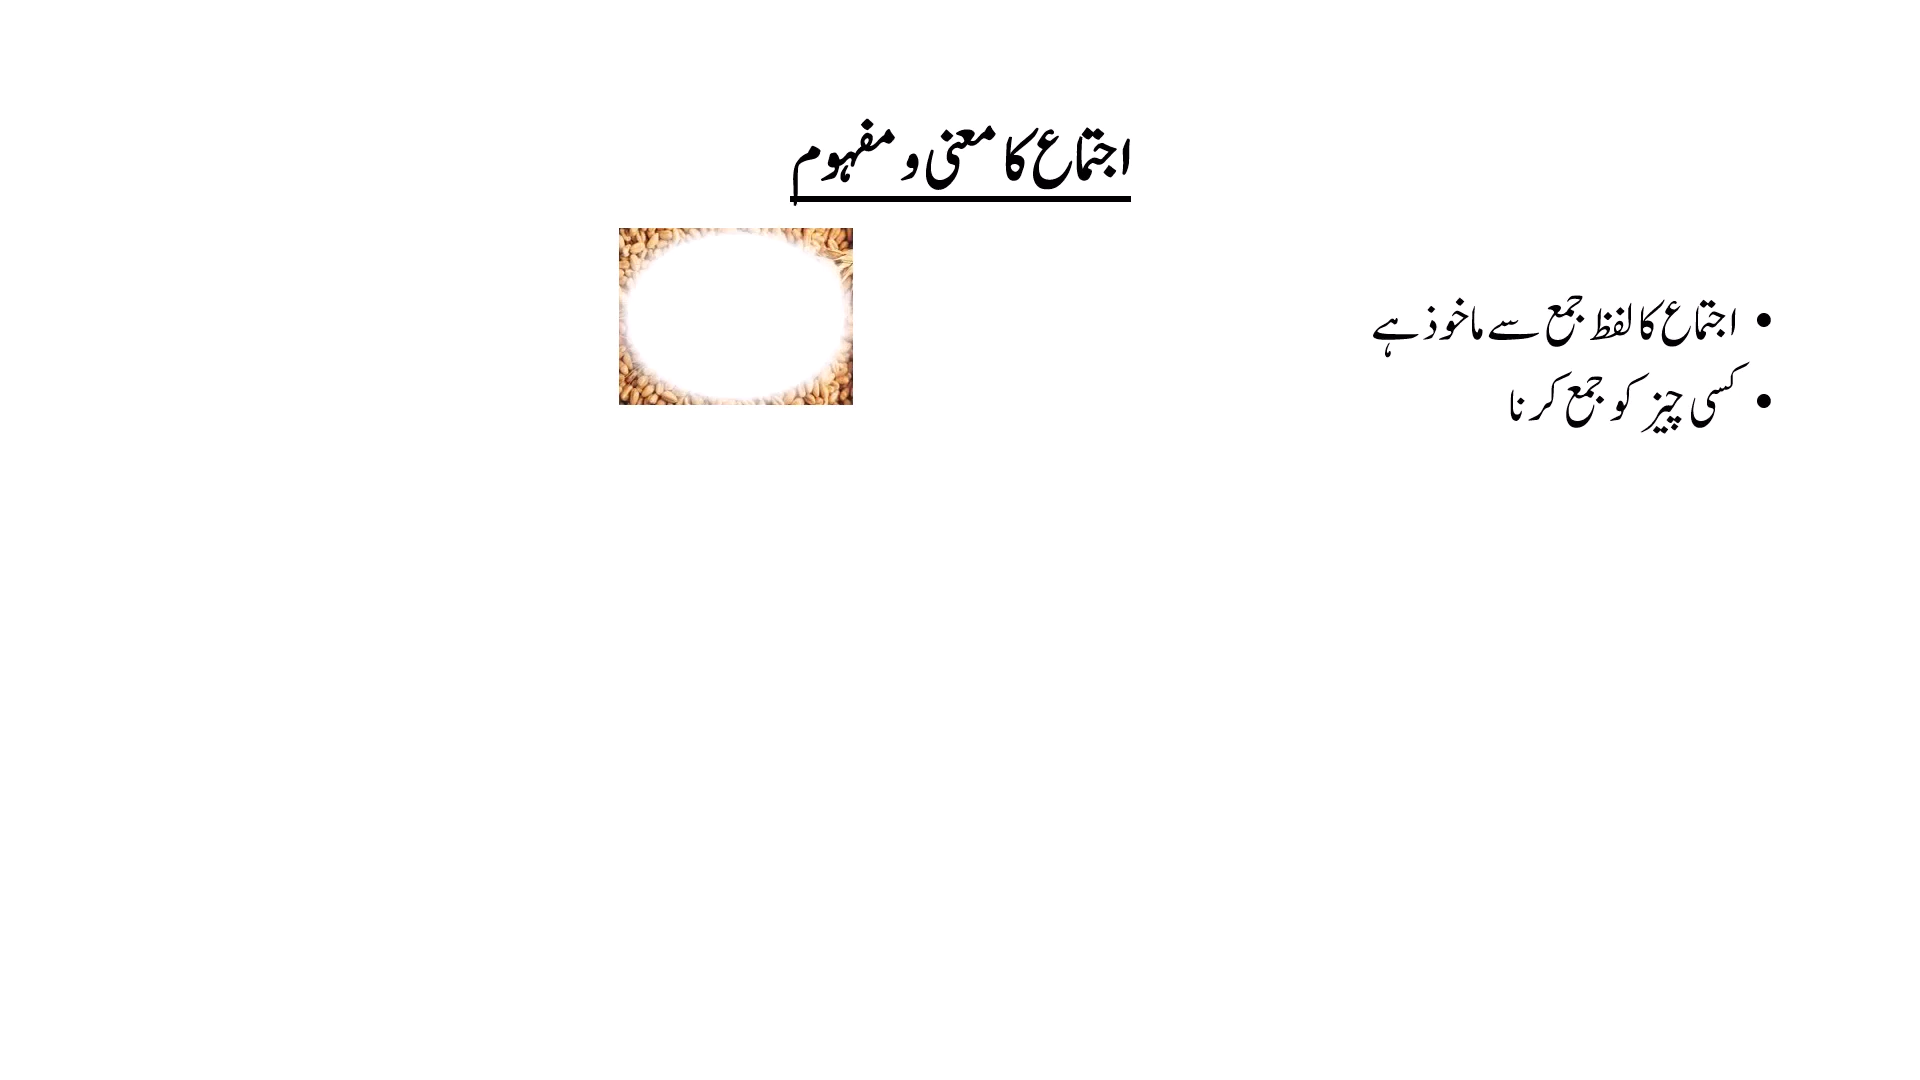 اجتماع کا معنی و مفہوم
• اجتماع کا لفظ جمع سے ماخوذ ہے
• کسی چیز کو جمع کرنا